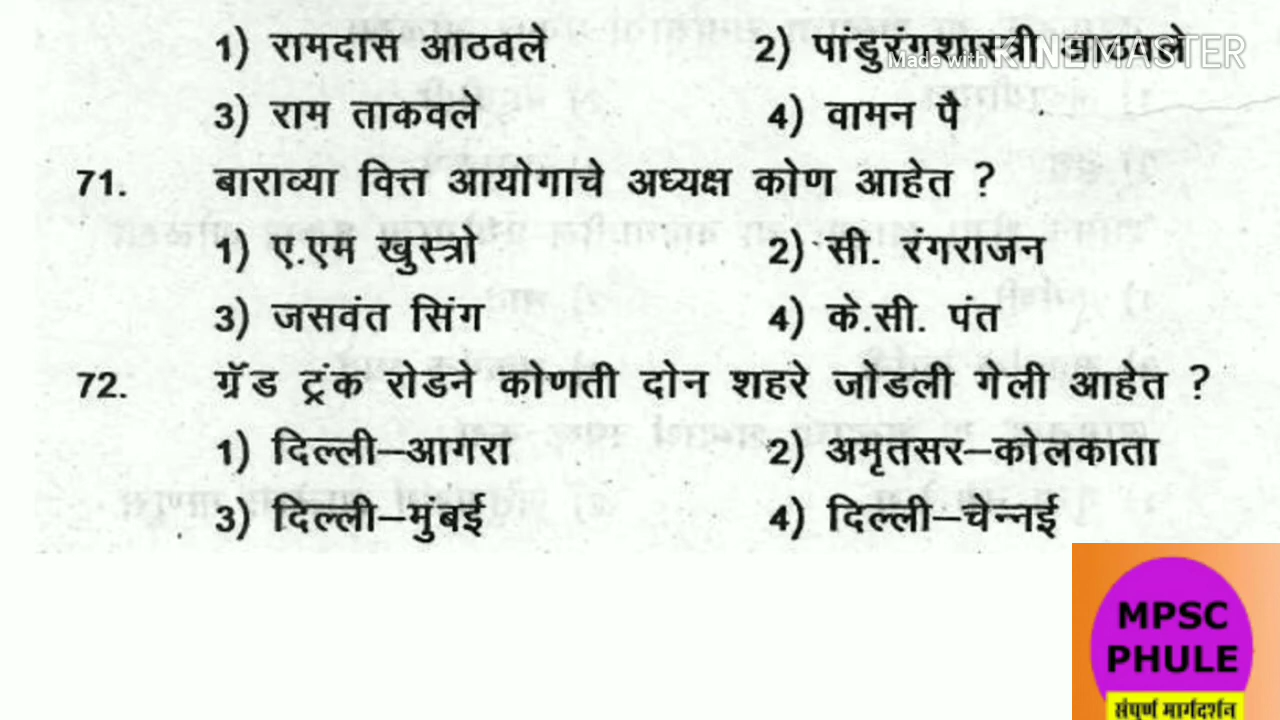 1) रामदास आठवले 2) पांडुरंगशास्त्री आठवले
Made with KINEMASTER
3) राम ताकवले 4) वामन पै
71. बाराव्या वित्त आयोगाचे अध्यक्ष कोण आहेत ?
1) ए.एम खुस्त्रो 2) सी. रंगराजन
3) जसवंत सिंग 4) के.सी. पंत
72. ग्रॅड ट्रंक रोडने कोणती दोन शहरे जोडली गेली आहेत ?
1) दिल्ली–आगरा 2) अमृतसर–कोलकाता
3) दिल्ली–मुंबई 4) दिल्ली–चेन्नई
MPSC
PHULE
संपूर्ण मार्गदर्शन